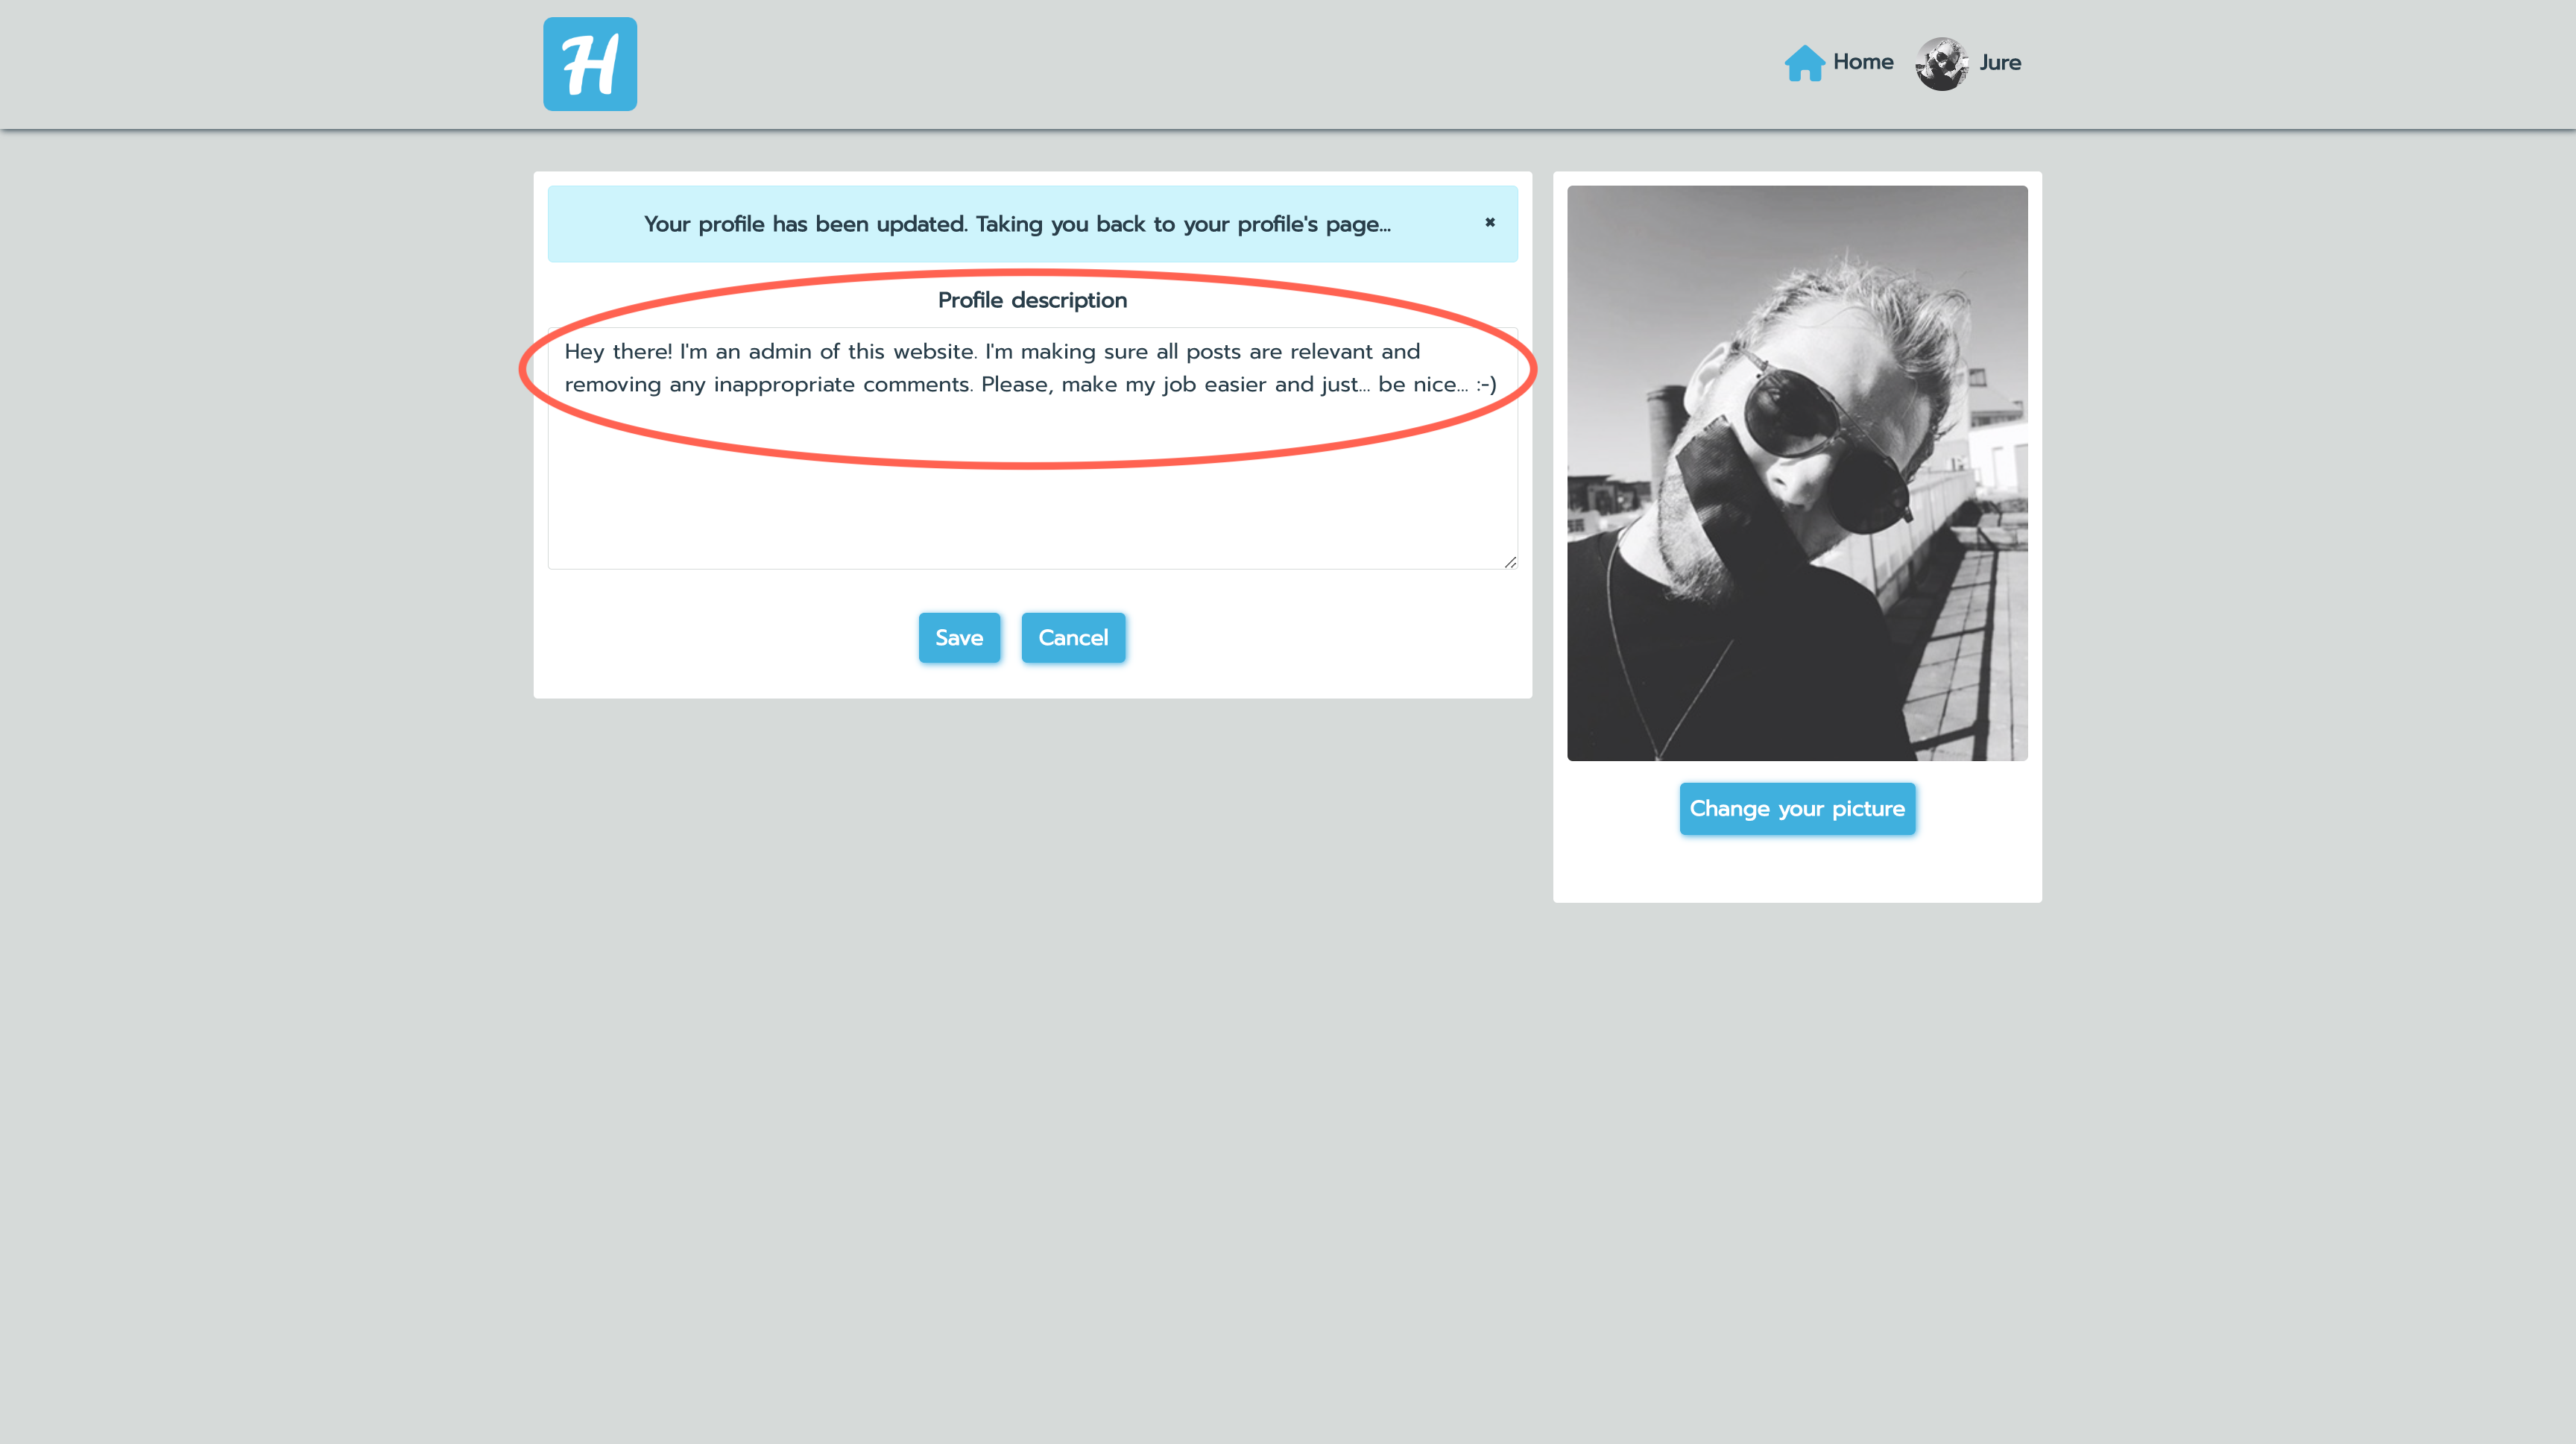 H
Home
Jure
Your profile has been updated. Taking you back to your profile's page...
×
Profile description
Hey there! I'm an admin of this website. I'm making sure all posts are relevant and
removing any inappropriate comments. Please, make my job easier and just... be nice... :-)
Save
Cancel
Change your picture